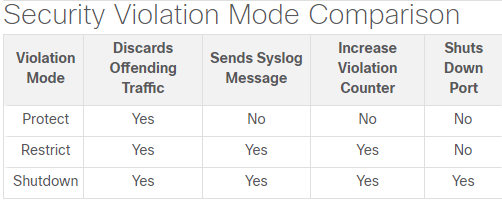 Security Violation Mode Comparison
Violation Mode | Discards Offending Traffic | Sends Syslog Message | Increase Violation Counter | Shuts Down Port
Protect | Yes | No | No | No
Restrict | Yes | Yes | Yes | No
Shutdown | Yes | Yes | Yes | Yes